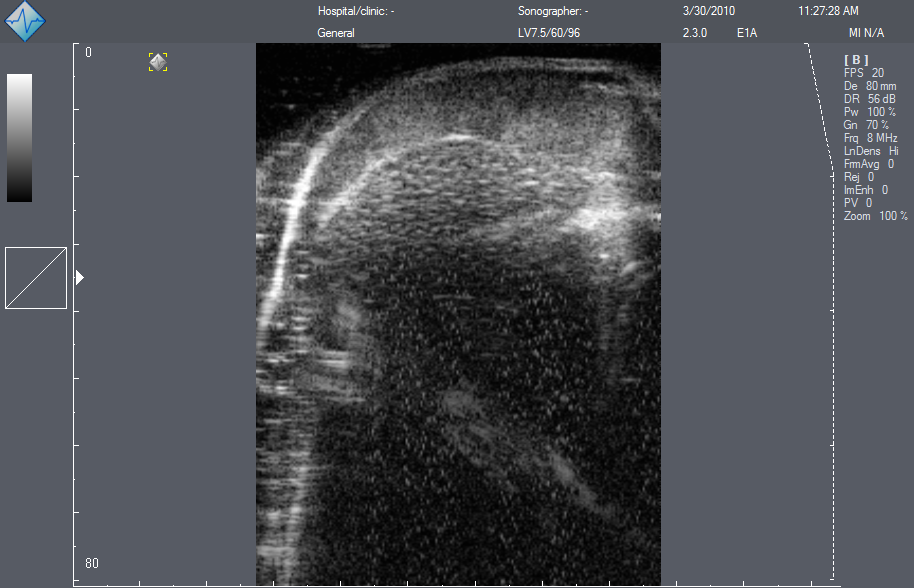 Hospital/clinic: - Sonographer: - 3/30/2010 11:27:28 AM
General LV7.5/60/96 2.3.0 E1A MI N/A
0
[ B ]
FPS 20
De 80 mm
DR 56 dB
Pw 100 %
Gn 70 %
Frq 8 MHz
LnDens Hi
FrmAvg 0
Rej 0
ImEnh 0
PV 0
Zoom 100 %
80